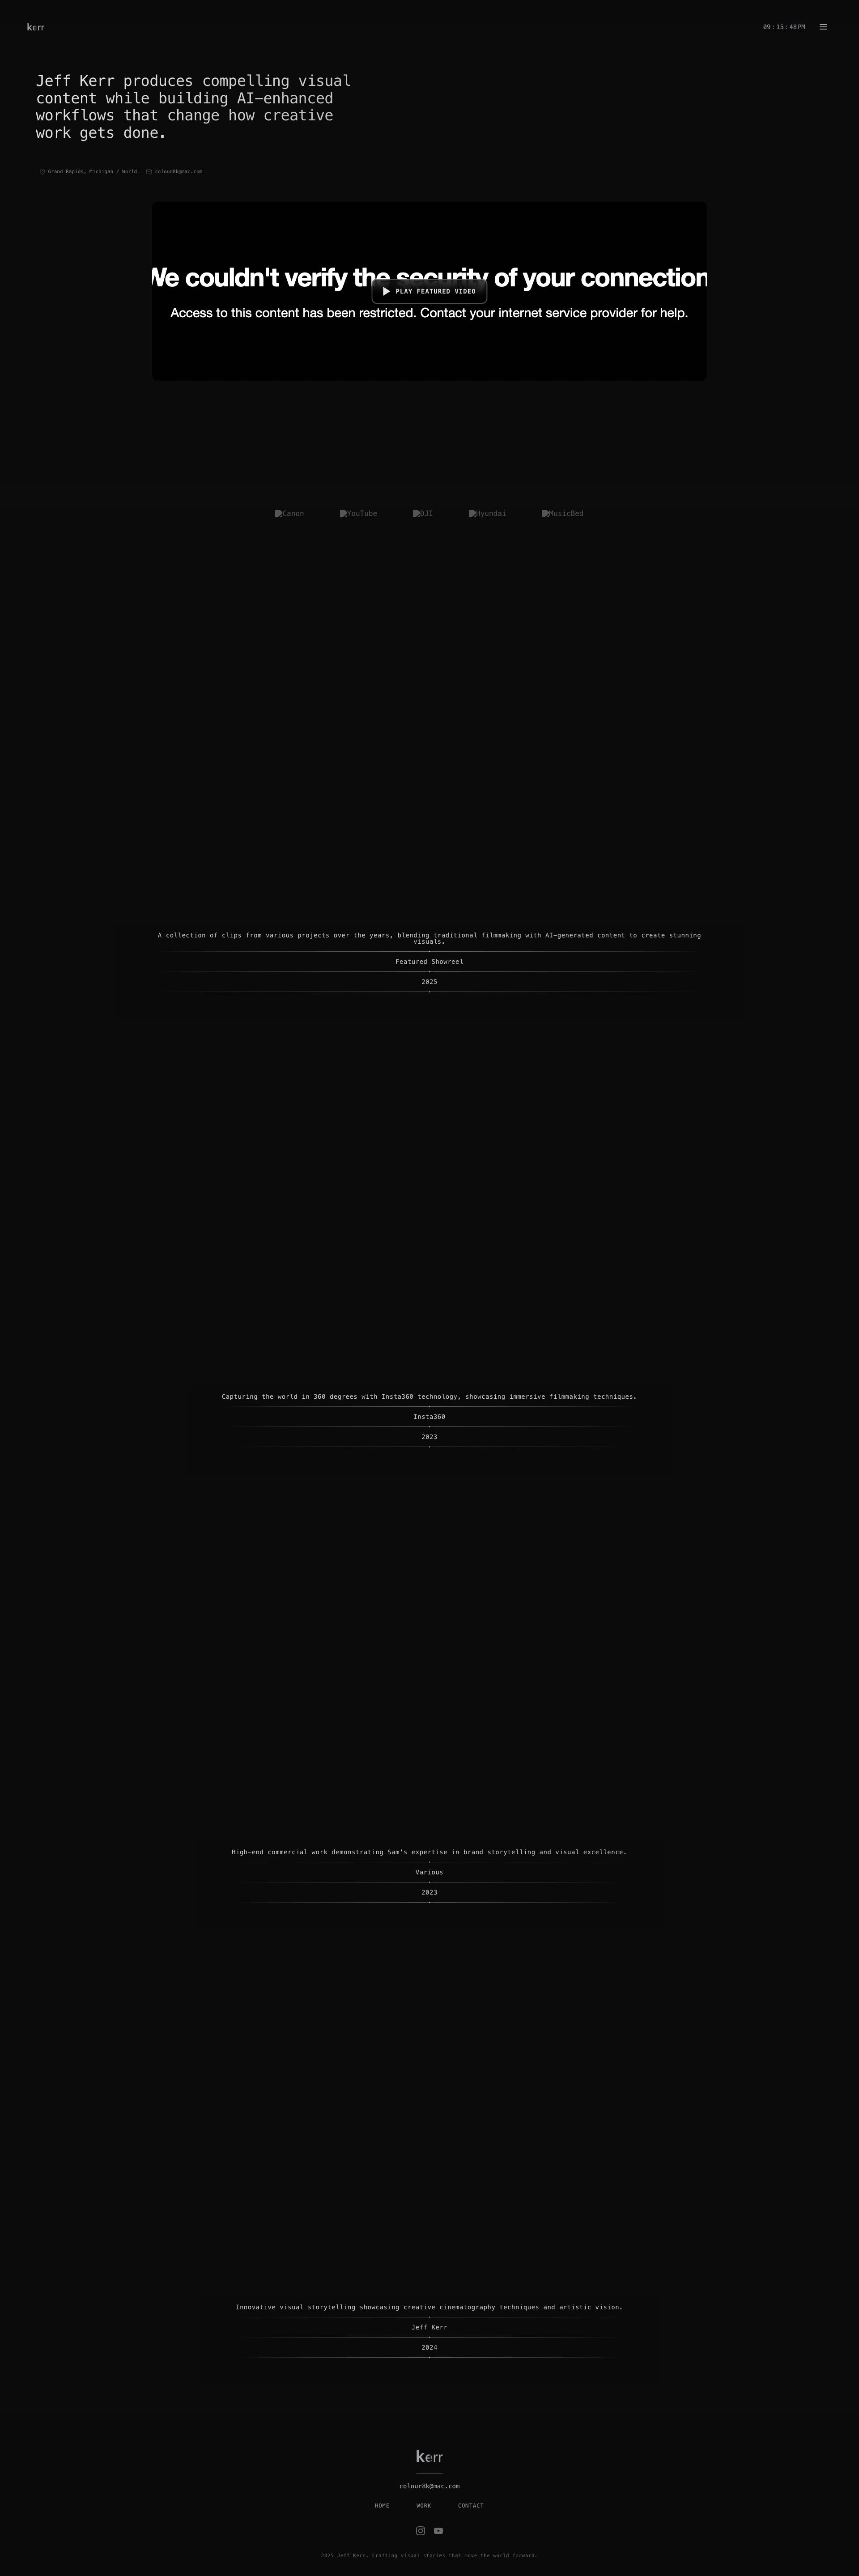 kerr
09:15:48PM
Jeff Kerr produces compelling visual
content while building AI-enhanced
workflows that change how creative
work gets done.
Grand Rapids, Michigan / World
colour8k@mac.com
We couldn't verify the security of your connection
PLAY FEATURED VIDEO
Access to this content has been restricted. Contact your internet service provider for help.
Canon
YouTube
DJI
Hyundai
MusicBed
A collection of clips from various projects over the years, blending traditional filmmaking with AI-generated content to create stunning
visuals.
Featured Showreel
2025
Capturing the world in 360 degrees with Insta360 technology, showcasing immersive filmmaking techniques.
Insta360
2023
High-end commercial work demonstrating Sam's expertise in brand storytelling and visual excellence.
Various
2023
Innovative visual storytelling showcasing creative cinematography techniques and artistic vision.
Jeff Kerr
2024
kerr
colour8k@mac.com
HOME
WORK
CONTACT
2025 Jeff Kerr. Crafting visual stories that move the world forward.